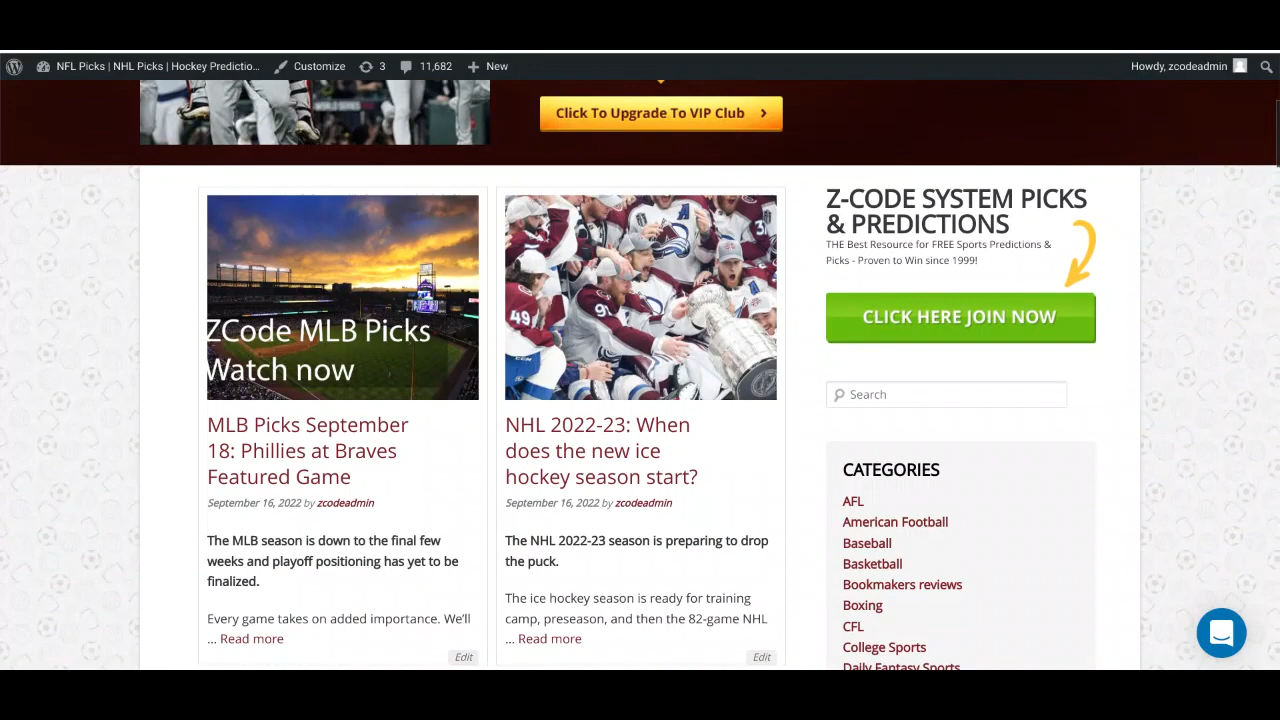 NFL Picks | NHL Picks | Hockey Predictio... Customize 3 11,682 New Howdy, zcodeadmin
Click To Upgrade To VIP Club
ZCode MLB Picks
Watch now
MLB Picks September
18: Phillies at Braves
Featured Game
September 16, 2022 by zcodeadmin
The MLB season is down to the final few
weeks and playoff positioning has yet to be
finalized.
Every game takes on added importance. We'll
... Read more
Edit
49
91
NHL 2022-23: When
does the new ice
hockey season start?
September 16, 2022 by zcodeadmin
The NHL 2022-23 season is preparing to drop
the puck.
The ice hockey season is ready for training
camp, preseason, and then the 82-game NHL
... Read more
Edit
Z-CODE SYSTEM PICKS
& PREDICTIONS
THE Best Resource for FREE Sports Predictions &
Picks - Proven to Win since 1999!
CLICK HERE JOIN NOW
Search
CATEGORIES
AFL
American Football
Baseball
Basketball
Bookmakers reviews
Boxing
CFL
College Sports
Daily Fantasy Sports